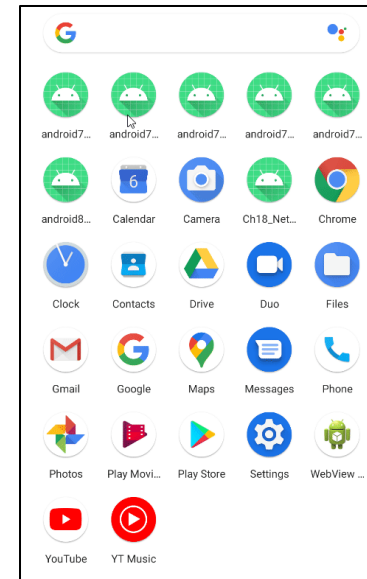 android7... android7... android7... android7... android7...
6
android8... Calendar Camera Ch18_Net... Chrome
Clock Contacts Drive Duo Files
Gmail Google Maps Messages Phone
Photos Play Movi... Play Store Settings WebView ...
YouTube YT Music